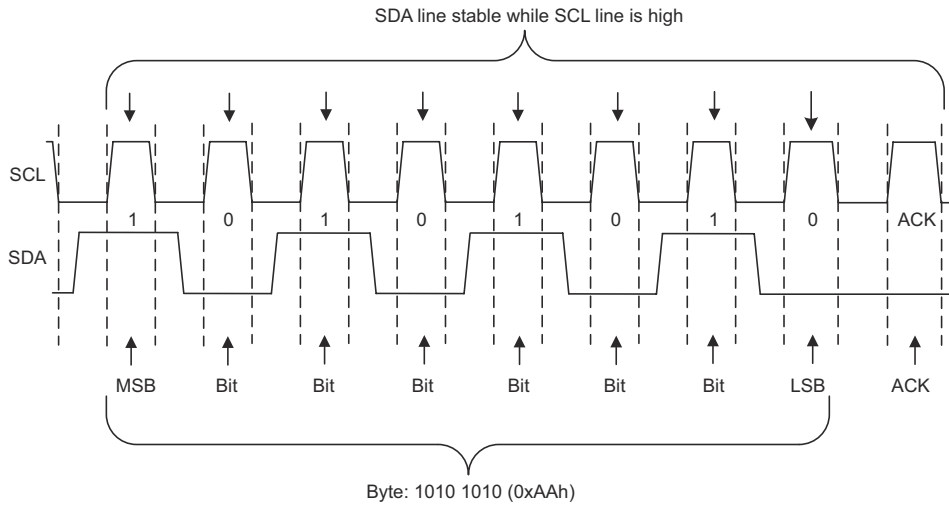 SDA line stable while SCL line is high
SCL
1 0 1 0 1 0 1 0 ACK
SDA
MSB Bit Bit Bit Bit Bit Bit LSB ACK
Byte: 1010 1010 (0xAAh)